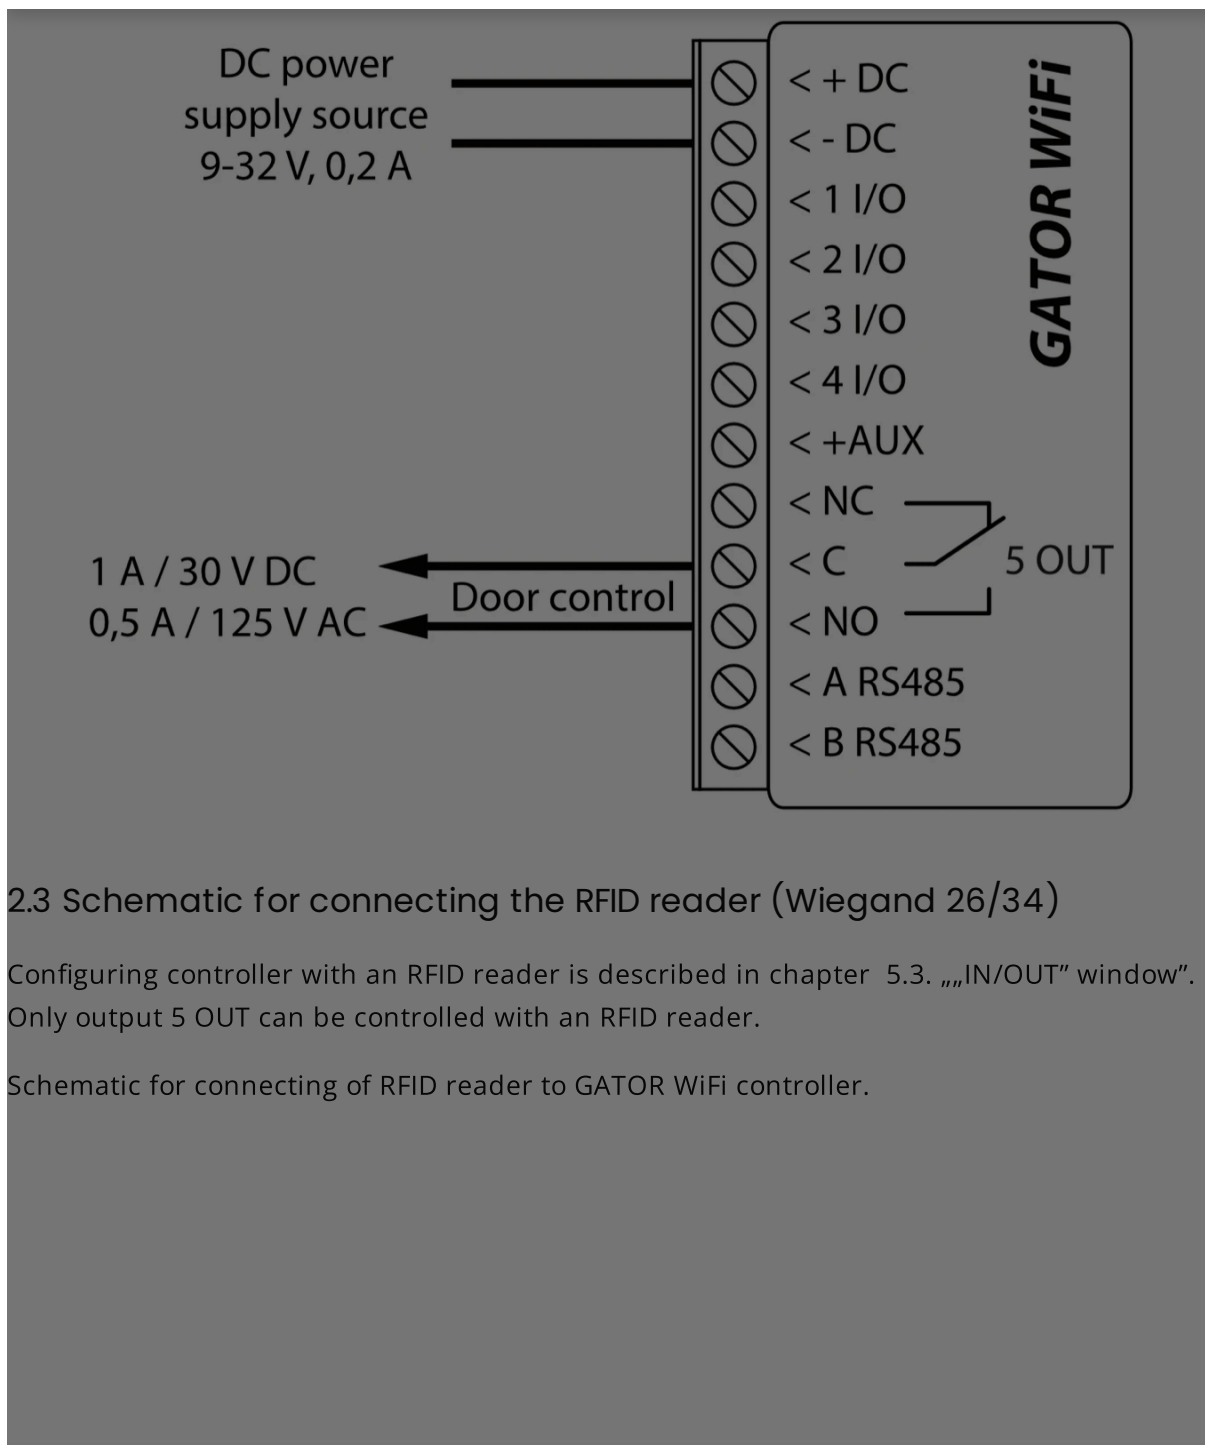 DC power
supply source
9-32 V, 0,2 A
< + DC
< - DC
< 1 I/O
< 2 I/O
< 3 I/O
< 4 I/O
< +AUX
< NC
< C
< NO
< A RS485
< B RS485
5 OUT
GATOR WiFi
1 A / 30 V DC
0,5 A / 125 V AC
Door control
2.3 Schematic for connecting the RFID reader (Wiegand 26/34)
Configuring controller with an RFID reader is described in chapter 5.3. „„IN/OUT” window”.
Only output 5 OUT can be controlled with an RFID reader.
Schematic for connecting of RFID reader to GATOR WiFi controller.